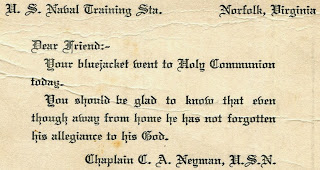 U. S. Naval Training Sta. Norfolk, Virginia
Dear Friend:-
Your bluejacket went to Holy Communion
today.
You should be glad to know that even
though away from home he has not forgotten
his allegiance to his God.
Chaplain C. A. Neyman, U.S.N.